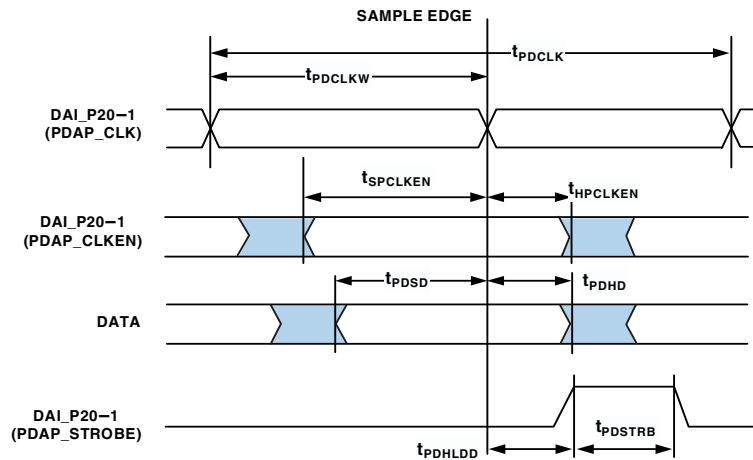 SAMPLE EDGE
tPDCLK
tPDCLKW
DAI_P20–1
(PDAP_CLK)
tSPCLKEN
tHPCLKEN
DAI_P20–1
(PDAP_CLKEN)
tPDSD
tPDHD
DATA
DAI_P20–1
(PDAP_STROBE)
tPDSTRB
tPDHLDD